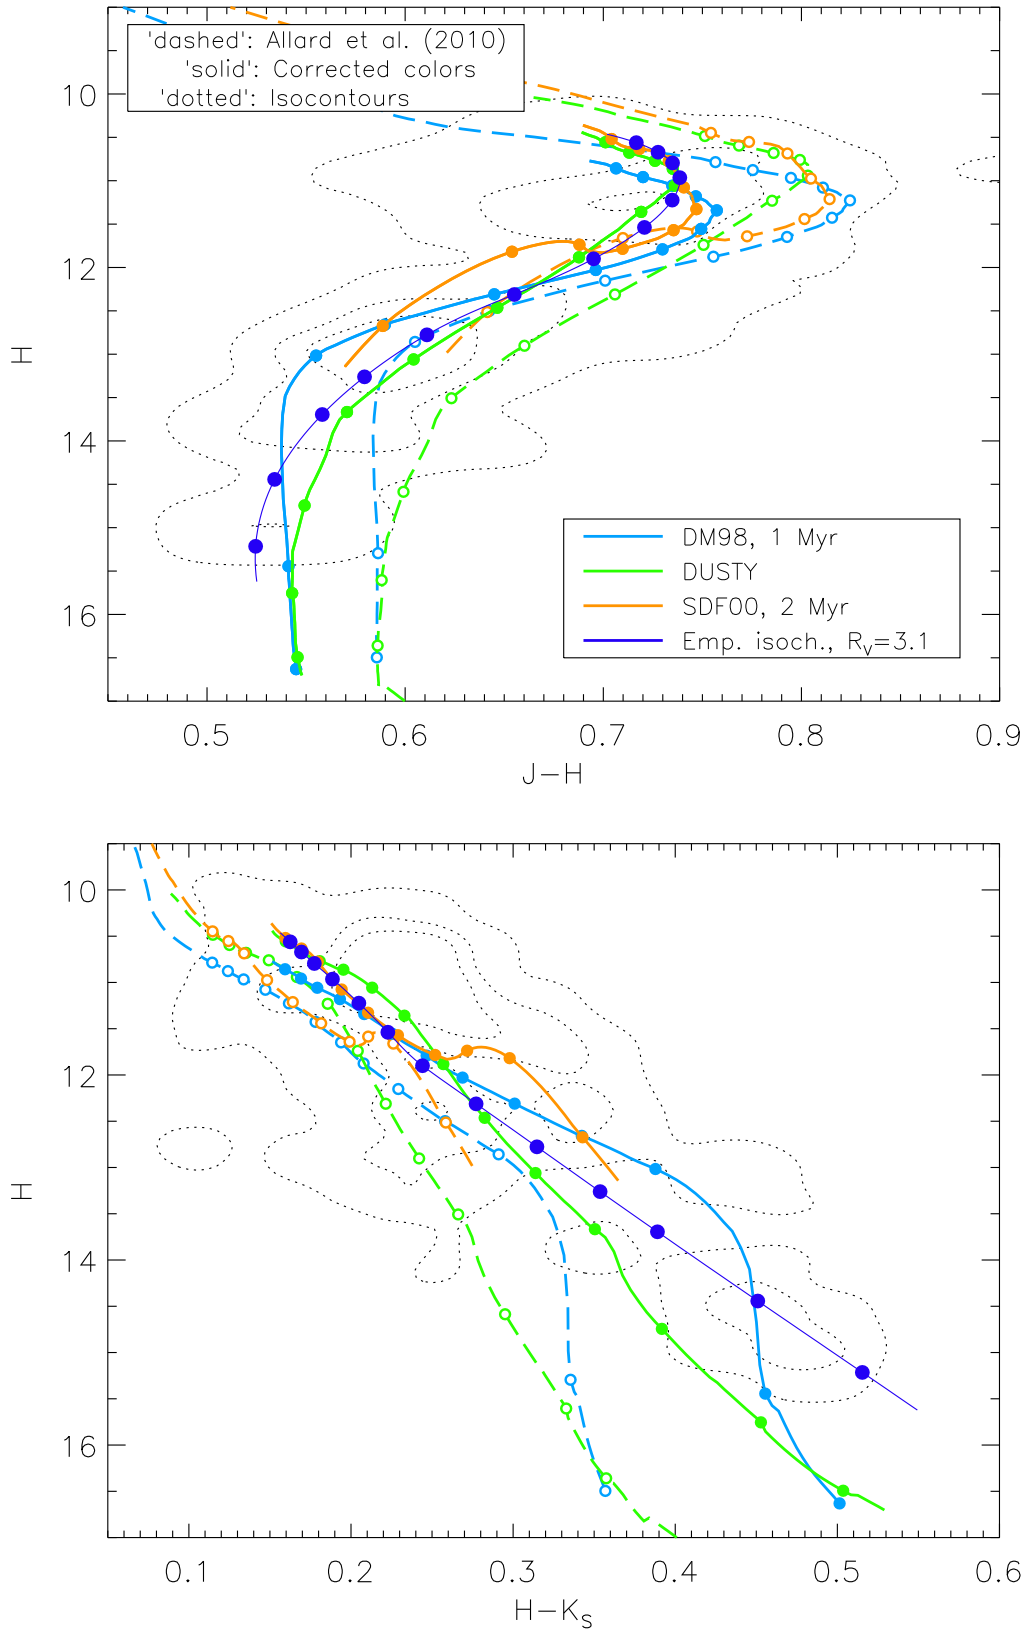 'dashed': Allard et al. (2010)
'solid': Corrected colors
'dotted': Isocontours
10
12
14
16
H
DM98, 1 Myr
DUSTY
SDF00, 2 Myr
Emp. isoch., Rv=3.1
0.5 0.6 0.7 0.8 0.9
J−H
10
12
14
16
H
0.1 0.2 0.3 0.4 0.5 0.6
H−KS